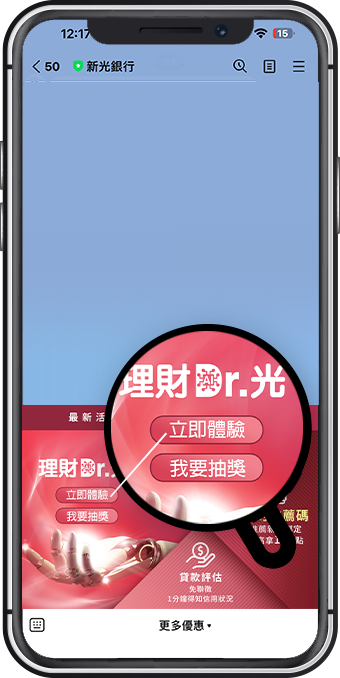 12:17
15
50
新光銀行
最新活
理財Dr.
立即體驗
我要抽獎
理財Dr.光
立即體驗
我要抽獎
薦碼
貸款評估
免聯徵
1分鐘得知信用狀況
更多優惠